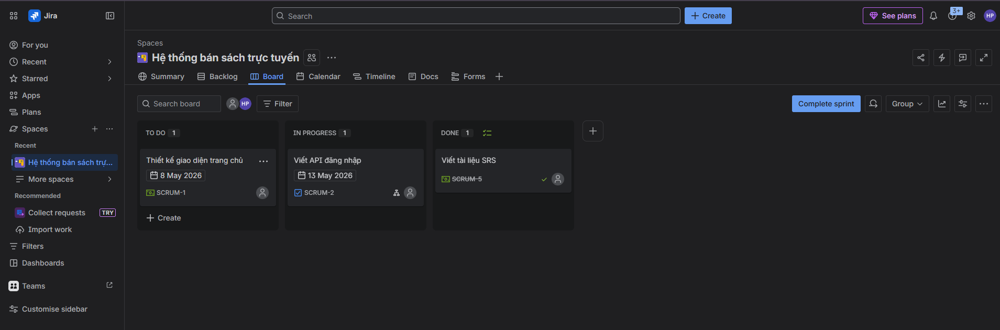 Jira
Search
Create
See plans
3+
HP
For you
Recent
Starred
Apps
Plans
Spaces
Recent
Hệ thống bán sách trự...
More spaces
Recommended
Collect requests TRY
Import work
Filters
Dashboards
Teams
Customise sidebar
Spaces
Hệ thống bán sách trực tuyến
Summary Backlog Board Calendar Timeline Docs Forms
Search board HP Filter Complete sprint Group
TO DO 1
Thiết kế giao diện trang chủ
8 May 2026
SCRUM-1
Create
IN PROGRESS 1
Viết API đăng nhập
13 May 2026
SCRUM-2
DONE 1
Viết tài liệu SRS
SCRUM-5